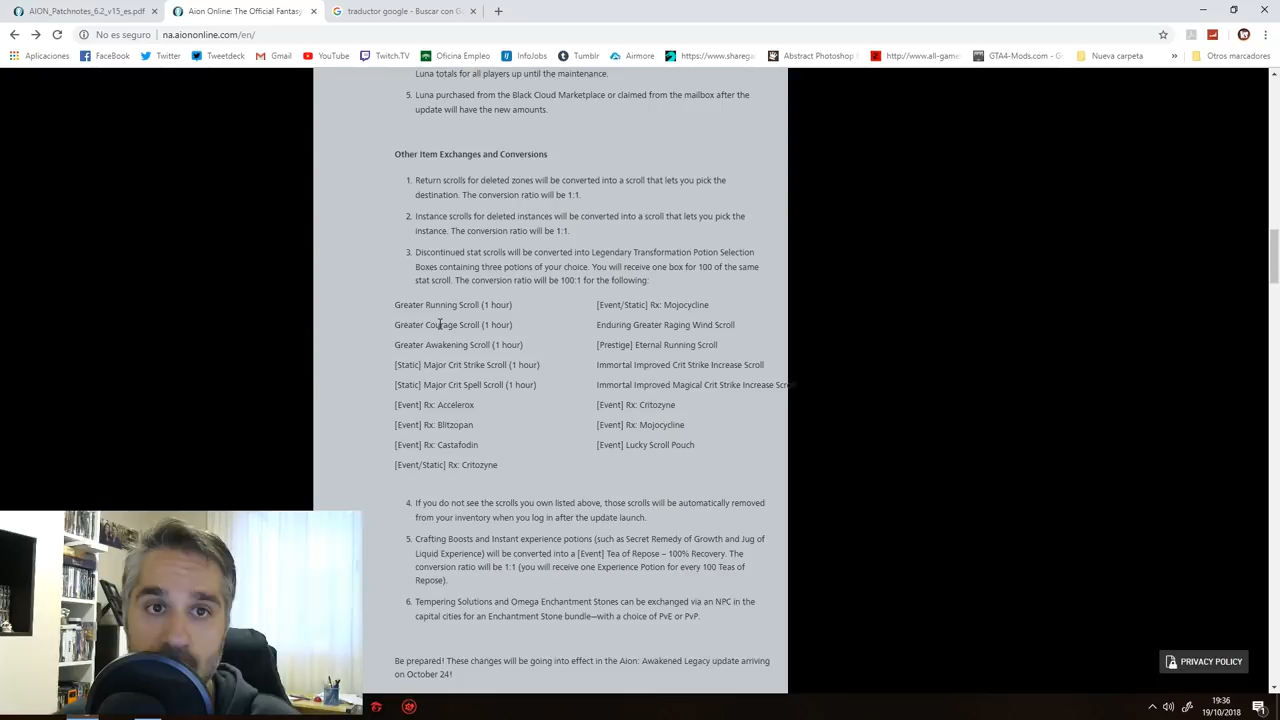 AION_Patchnotes_6.2_v15_es.pdf
Aion Online: The Official Fantasy
traductor google - Buscar con G
No es seguro | na.aiononline.com/en/
Aplicaciones
FaceBook
Twitter
Tweetdeck
Gmail
YouTube
Twitch.TV
Oficina Empleo
InfoJobs
Tumblr
Airmore
https://www.sharega
Abstract Photoshop
http://www.all-game
GTA4-Mods.com - G
Nueva carpeta
Otros marcadores
Luna totals for all players up until the maintenance.
5. Luna purchased from the Black Cloud Marketplace or claimed from the mailbox after the
update will have the new amounts.
Other Item Exchanges and Conversions
1. Return scrolls for deleted zones will be converted into a scroll that lets you pick the
destination. The conversion ratio will be 1:1.
2. Instance scrolls for deleted instances will be converted into a scroll that lets you pick the
instance. The conversion ratio will be 1:1.
3. Discontinued stat scrolls will be converted into Legendary Transformation Potion Selection
Boxes containing three potions of your choice. You will receive one box for 100 of the same
stat scroll. The conversion ratio will be 100:1 for the following:
Greater Running Scroll (1 hour)
[Event/Static] Rx: Mojocycline
Greater Courage Scroll (1 hour)
Enduring Greater Raging Wind Scroll
Greater Awakening Scroll (1 hour)
[Prestige] Eternal Running Scroll
[Static] Major Crit Strike Scroll (1 hour)
Immortal Improved Crit Strike Increase Scroll
[Static] Major Crit Spell Scroll (1 hour)
Immortal Improved Magical Crit Strike Increase Scroll
[Event] Rx: Accelerox
[Event] Rx: Critozyne
[Event] Rx: Blitzopan
[Event] Rx: Mojocycline
[Event] Rx: Castafodin
[Event] Lucky Scroll Pouch
[Event/Static] Rx: Critozyne
4. If you do not see the scrolls you own listed above, those scrolls will be automatically removed
from your inventory when you log in after the update launch.
5. Crafting Boosts and Instant experience potions (such as Secret Remedy of Growth and Jug of
Liquid Experience) will be converted into a [Event] Tea of Repose – 100% Recovery. The
conversion ratio will be 1:1 (you will receive one Experience Potion for every 100 Teas of
Repose).
6. Tempering Solutions and Omega Enchantment Stones can be exchanged via an NPC in the
capital cities for an Enchantment Stone bundle—with a choice of PvE or PvP.
Be prepared! These changes will be going into effect in the Aion: Awakened Legacy update arriving
on October 24!
PRIVACY POLICY
19:36
19/10/2018